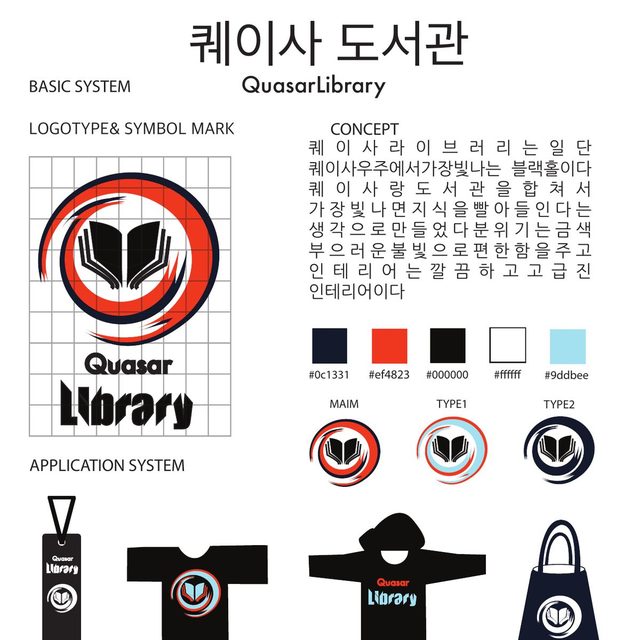 퀘이사 도서관
QuasarLibrary
BASIC SYSTEM
LOGOTYPE& SYMBOL MARK
Quasar
Library
CONCEPT
퀘이사라이브러리는일단
퀘이사우주에서가장빛나는 블랙홀이다
퀘이사랑도서관을합쳐서
가장빛나면지식을빨아들인다는
생각으로만들었다분위기는금색
부으러운불빛으로편한함을주고
인테리어는깔끔하고고급진
인테리어이다
#0c1331 #ef4823 #000000 #ffffff #9ddbee
MAIM TYPE1 TYPE2
APPLICATION SYSTEM
Quasar
Library
Quasar
Library